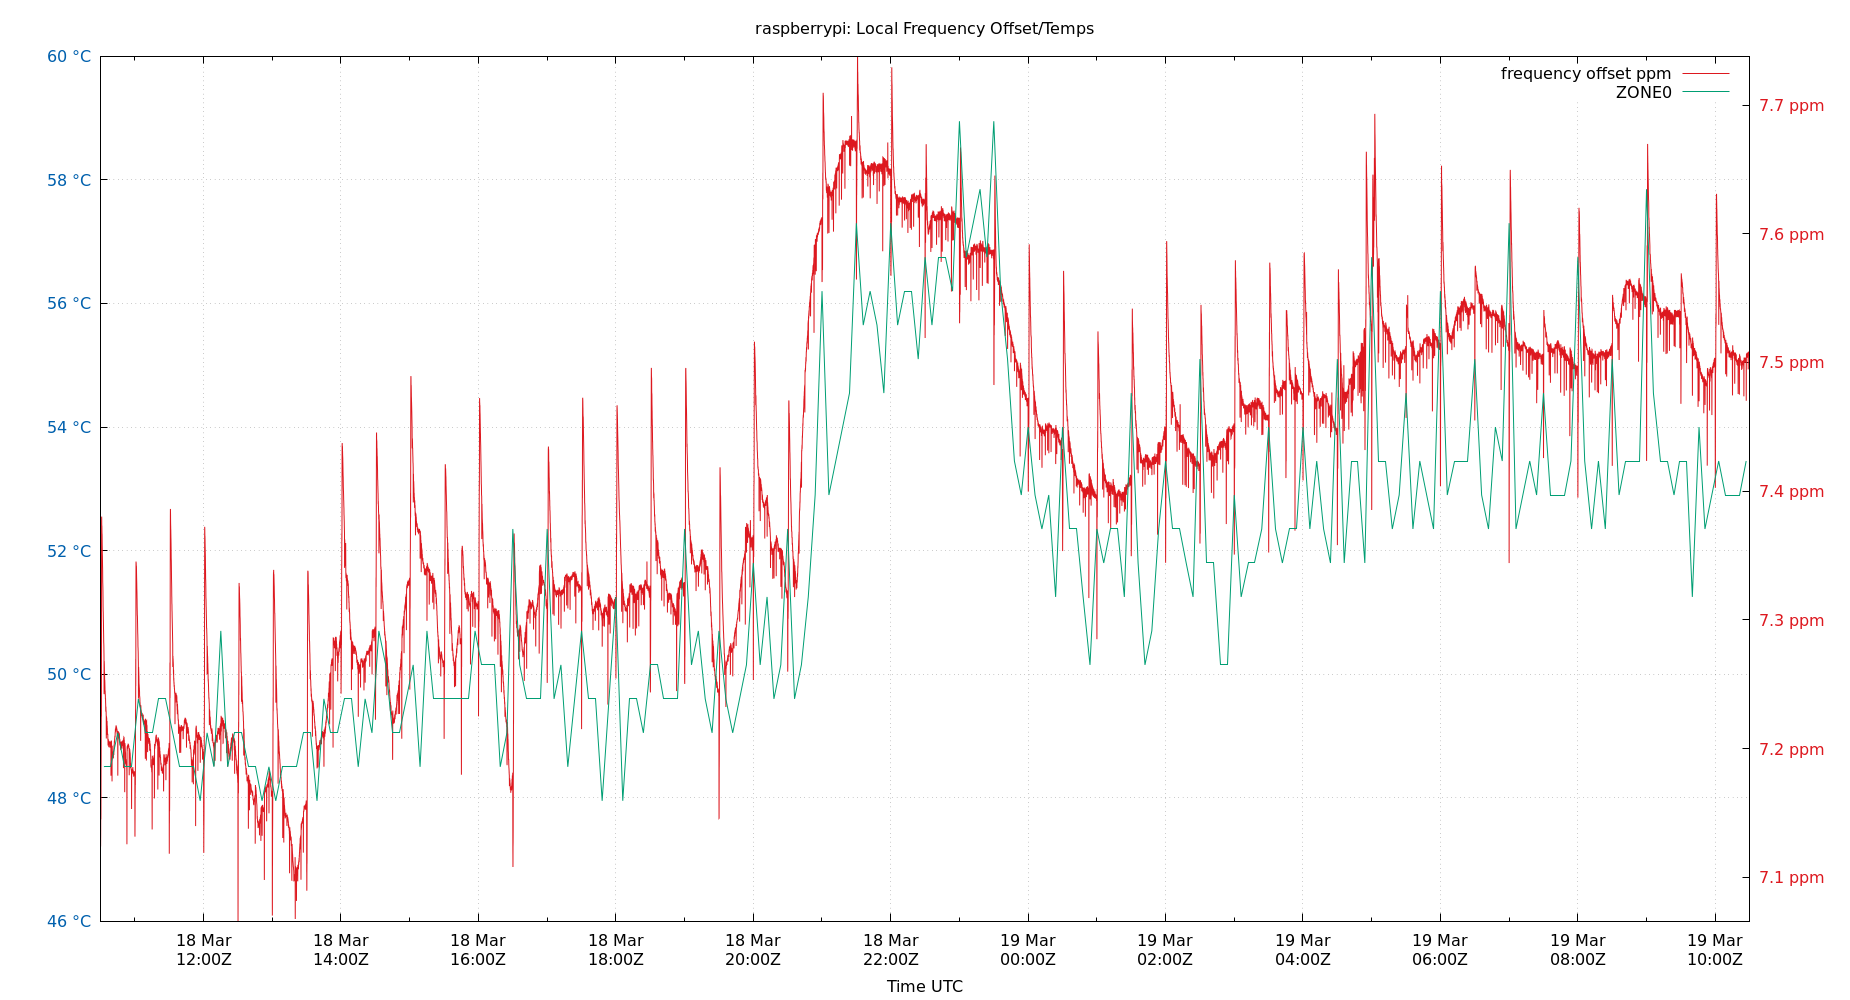 raspberrypi: Local Frequency Offset/Temps
60 °C
58 °C
56 °C
54 °C
52 °C
50 °C
48 °C
46 °C
frequency offset ppm
ZONE0
7.7 ppm
7.6 ppm
7.5 ppm
7.4 ppm
7.3 ppm
7.2 ppm
7.1 ppm
18 Mar 18 Mar 18 Mar 18 Mar 18 Mar 18 Mar 19 Mar 19 Mar 19 Mar 19 Mar 19 Mar 19 Mar
12:00Z 14:00Z 16:00Z 18:00Z 20:00Z 22:00Z 00:00Z 02:00Z 04:00Z 06:00Z 08:00Z 10:00Z
Time UTC